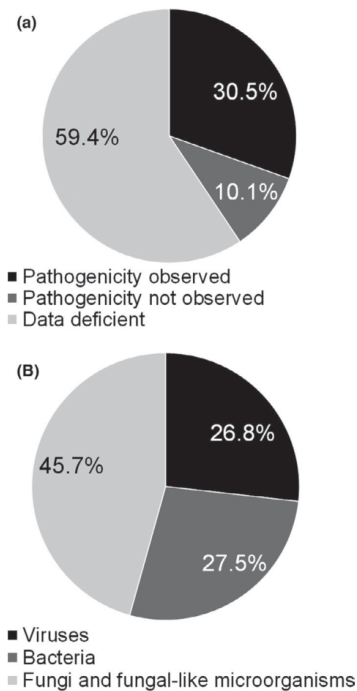 (a)
30.5%
59.4%
10.1%
Pathogenicity observed
Pathogenicity not observed
Data deficient
(B)
26.8%
45.7%
27.5%
Viruses
Bacteria
Fungi and fungal-like microorganisms